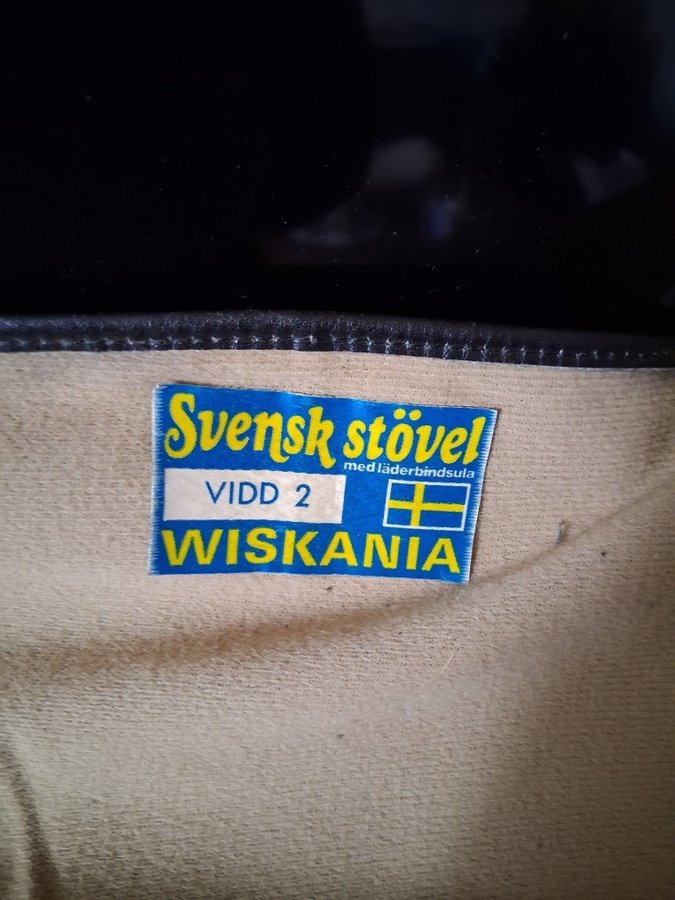 Svensk stövel
med läderbindsula
VIDD 2
WISKANIA